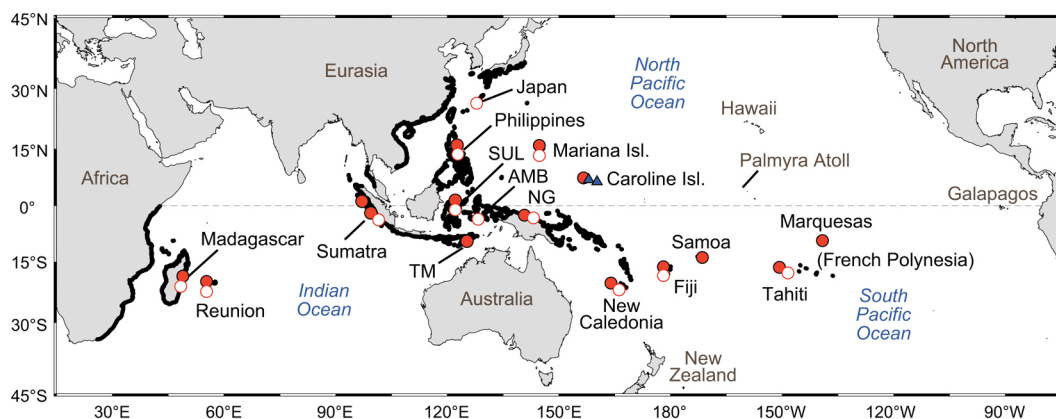 45°N
30°N
15°N
0°
15°S
30°S
45°S
Eurasia
Africa
North
Pacific
Ocean
North
America
Hawaii
Japan
Philippines
SUL
Mariana Isl.
AMB
Caroline Isl.
Palmyra Atoll
NG
Galapagos
Madagascar
Sumatra
Samoa
Marquesas
(French Polynesia)
TM
Reunion
Indian
Ocean
Australia
New
Caledonia
Fiji
Tahiti
South
Pacific
Ocean
New
Zealand
30°E
60°E
90°E
120°E
150°E
180°
150°W
120°W
90°W